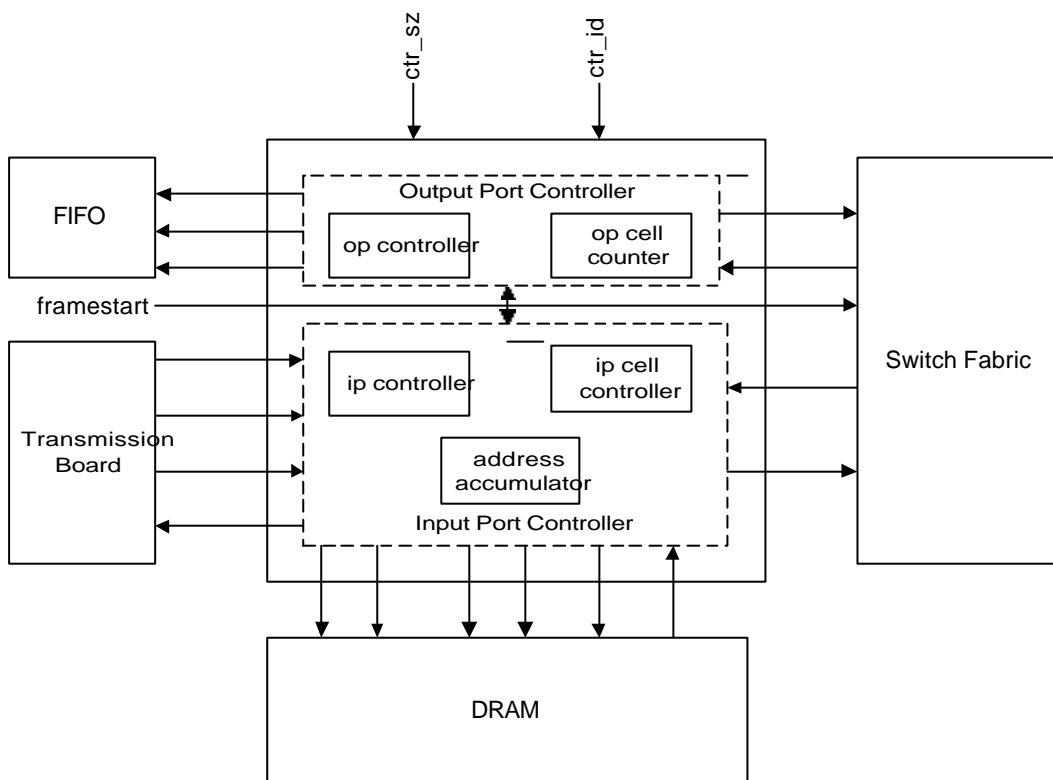 ctr_sz
ctr_id
FIFO
Output Port Controller
op controller
op cell
counter
framestart
Switch Fabric
Transmission
Board
ip controller
ip cell
controller
address
accumulator
Input Port Controller
DRAM